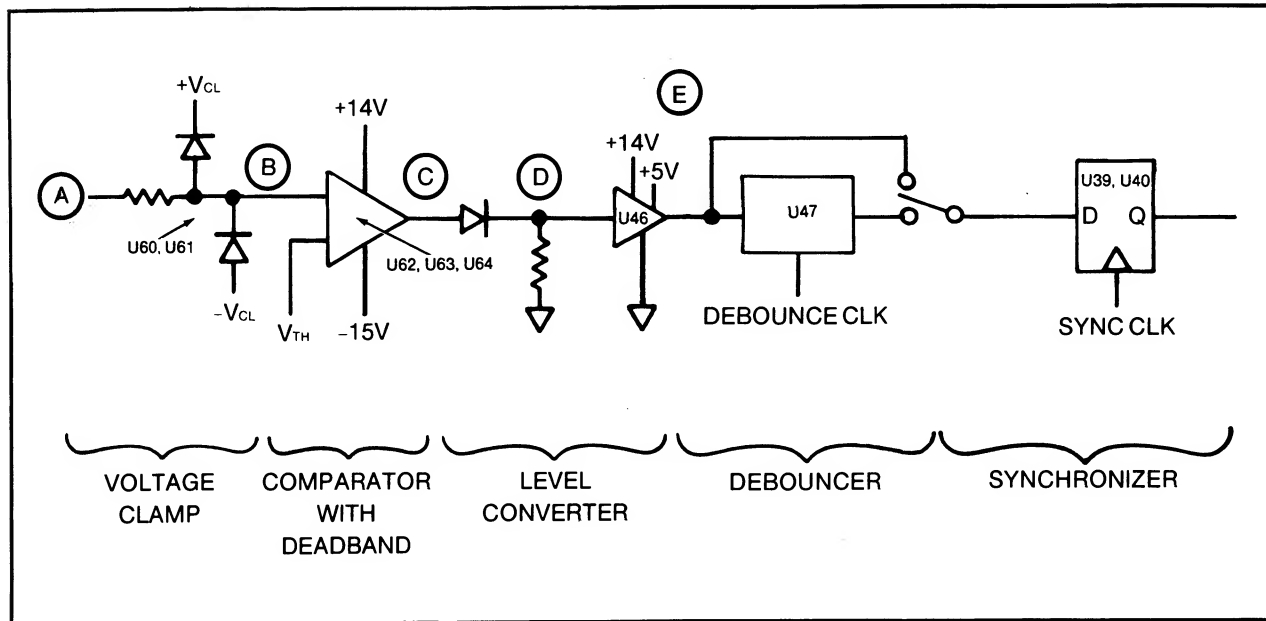 +VCL
A
U60, U61
B
-VCL
+14V
VTH
-15V
U62, U63, U64
C
D
+14V
+5V
U46
E
U47
DEBOUNCE CLK
U39, U40
D Q
SYNC CLK
VOLTAGE
CLAMP
COMPARATOR
WITH
DEADBAND
LEVEL
CONVERTER
DEBOUNCER
SYNCHRONIZER